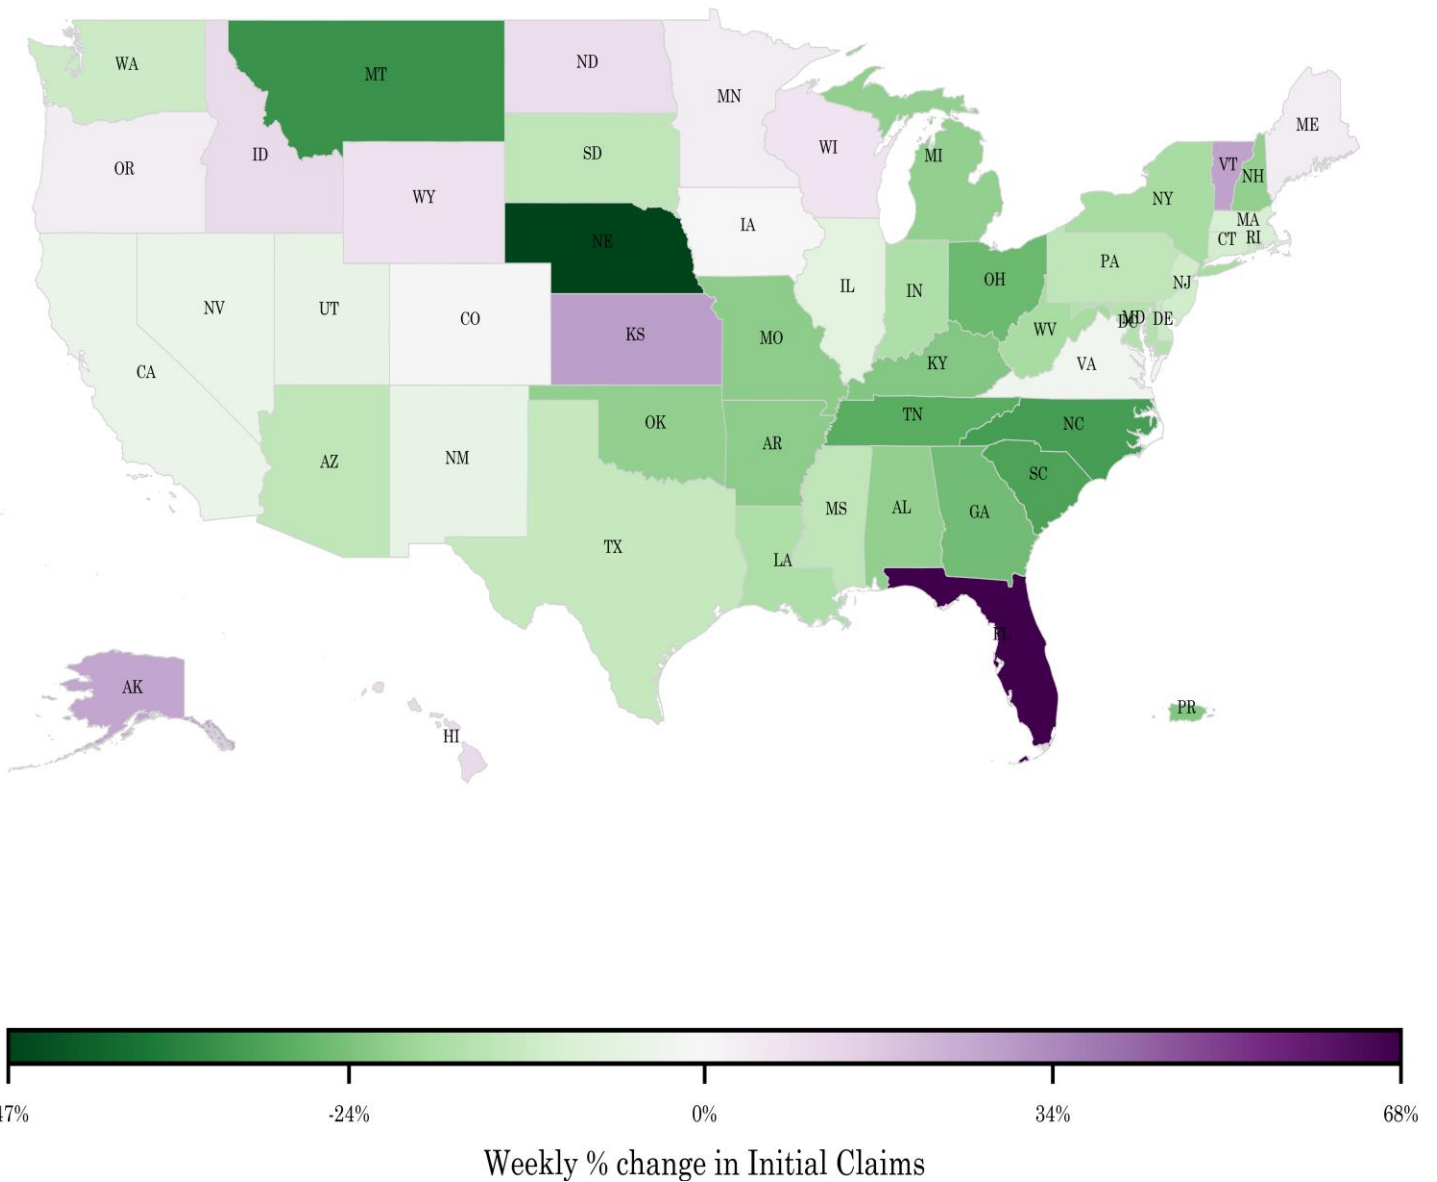 WA
MT
ND
MN
ME
OR
ID
WY
SD
WI
MI
VT
NH
NY
MA
NE
IA
CT
RI
PA
NV
UT
CO
KS
MO
IL
IN
OH
NJ
WV
DC
MD
DE
CA
KY
VA
AZ
NM
OK
AR
TN
NC
SC
TX
LA
MS
AL
GA
FL
AK
HI
PR
-24%
0%
34%
68%
Weekly % change in Initial Claims